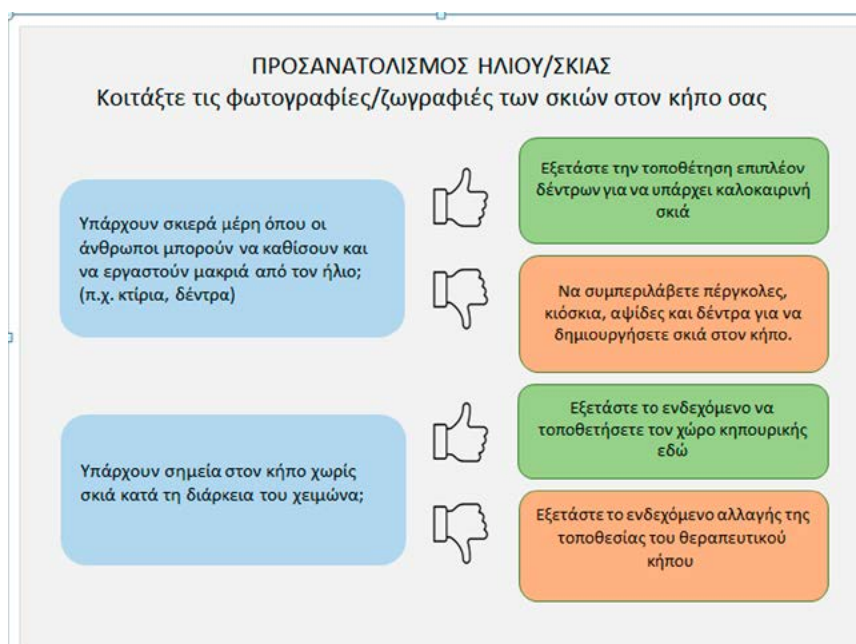 ΠΡΟΣΑΝΑΤΟΛΙΣΜΟΣ ΗΛΙΟΥ/ΣΚΙΑΣ
Κοιτάξτε τις φωτογραφίες/ζωγραφιές των σκιών στον κήπο σας
Υπάρχουν σκιερά μέρη όπου οι
άνθρωποι μπορούν να καθίσουν και
να εργαστούν μακριά από τον ήλιο;
(π.χ. κτίρια, δέντρα)
Εξετάστε την τοποθέτηση επιπλέον
δέντρων για να υπάρχει καλοκαιρινή
σκιά
Να συμπεριλάβετε πέργκολες,
κιόσκια, αψίδες και δέντρα για να
δημιουργήσετε σκιά στον κήπο.
Υπάρχουν σημεία στον κήπο χωρίς
σκιά κατά τη διάρκεια του χειμώνα;
Εξετάστε το ενδεχόμενο να
τοποθετήσετε τον χώρο κηπουρικής
εδώ
Εξετάστε το ενδεχόμενο αλλαγής της
τοποθεσίας του θεραπευτικού
κήπου